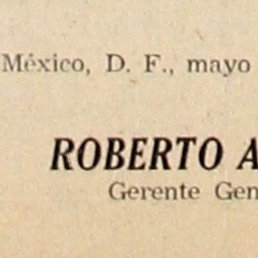 México, D. F., mayo
ROBERTO A
Gerente Gen